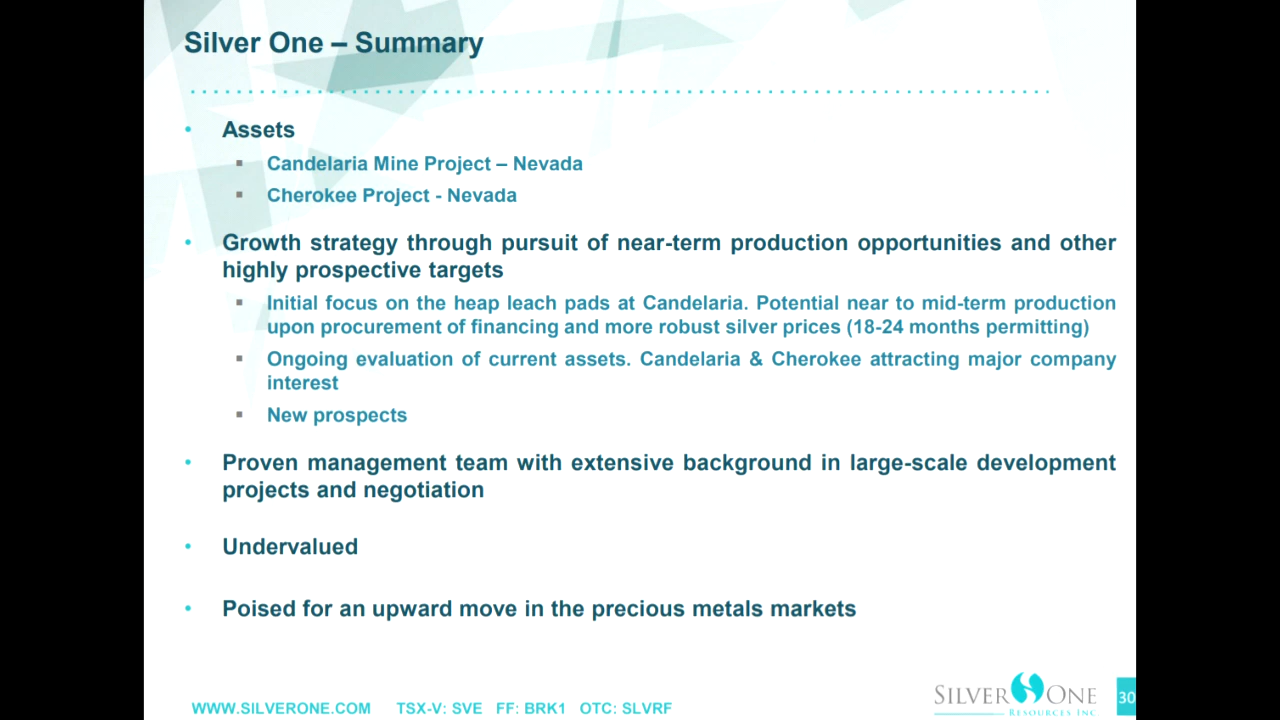 Silver One – Summary
• Assets
▪ Candelaria Mine Project – Nevada
▪ Cherokee Project - Nevada
• Growth strategy through pursuit of near-term production opportunities and other
highly prospective targets
▪ Initial focus on the heap leach pads at Candelaria. Potential near to mid-term production
upon procurement of financing and more robust silver prices (18-24 months permitting)
▪ Ongoing evaluation of current assets. Candelaria & Cherokee attracting major company
interest
▪ New prospects
• Proven management team with extensive background in large-scale development
projects and negotiation
• Undervalued
• Poised for an upward move in the precious metals markets
WWW.SILVERONE.COM TSX-V: SVE FF: BRK1 OTC: SLVRF
SILVER ONE
RESOURCES INC
30